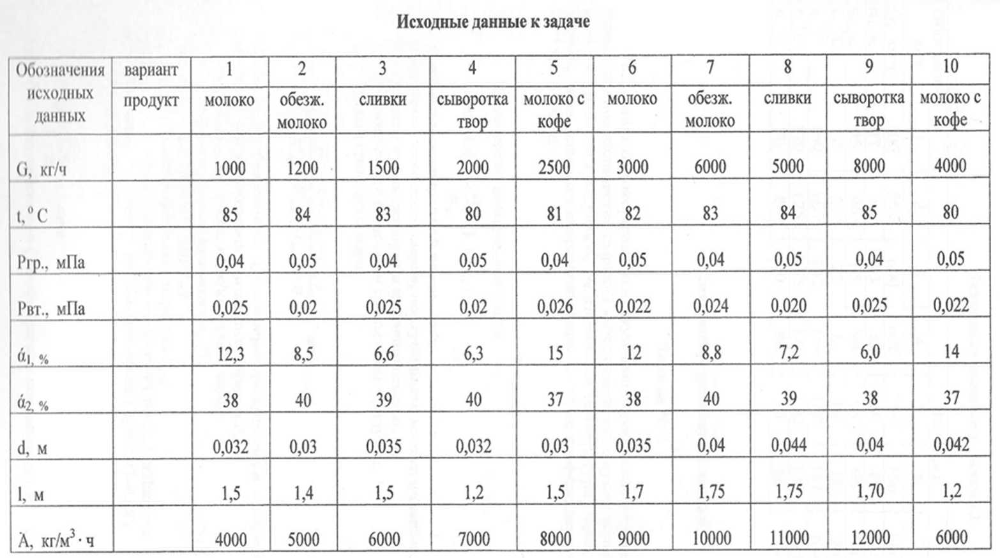 Исходные данные к задаче
Обозначения исходных данных вариант 1 2 3 4 5 6 7 8 9 10
продукт молоко обезж. молоко сливки сыворотка твор молоко с кофе молоко обезж. молоко сливки сыворотка твор молоко с кофе
G, кг/ч 1000 1200 1500 2000 2500 3000 6000 5000 8000 4000
t,° С 85 84 83 80 81 82 83 84 85 80
Ргр., мПа 0,04 0,05 0,04 0,05 0,04 0,05 0,04 0,05 0,04 0,05
Рвт., мПа 0,025 0,02 0,025 0,02 0,026 0,022 0,024 0,020 0,025 0,022
ά1, % 12,3 8,5 6,6 6,3 15 12 8,8 7,2 6,0 14
ά2, % 38 40 39 40 37 38 40 39 38 37
d, м 0,032 0,03 0,035 0,032 0,03 0,035 0,04 0,044 0,04 0,042
l, м 1,5 1,4 1,5 1,2 1,5 1,7 1,75 1,75 1,70 1,2
А, кг/м³ · ч 4000 5000 6000 7000 8000 9000 10000 11000 12000 6000